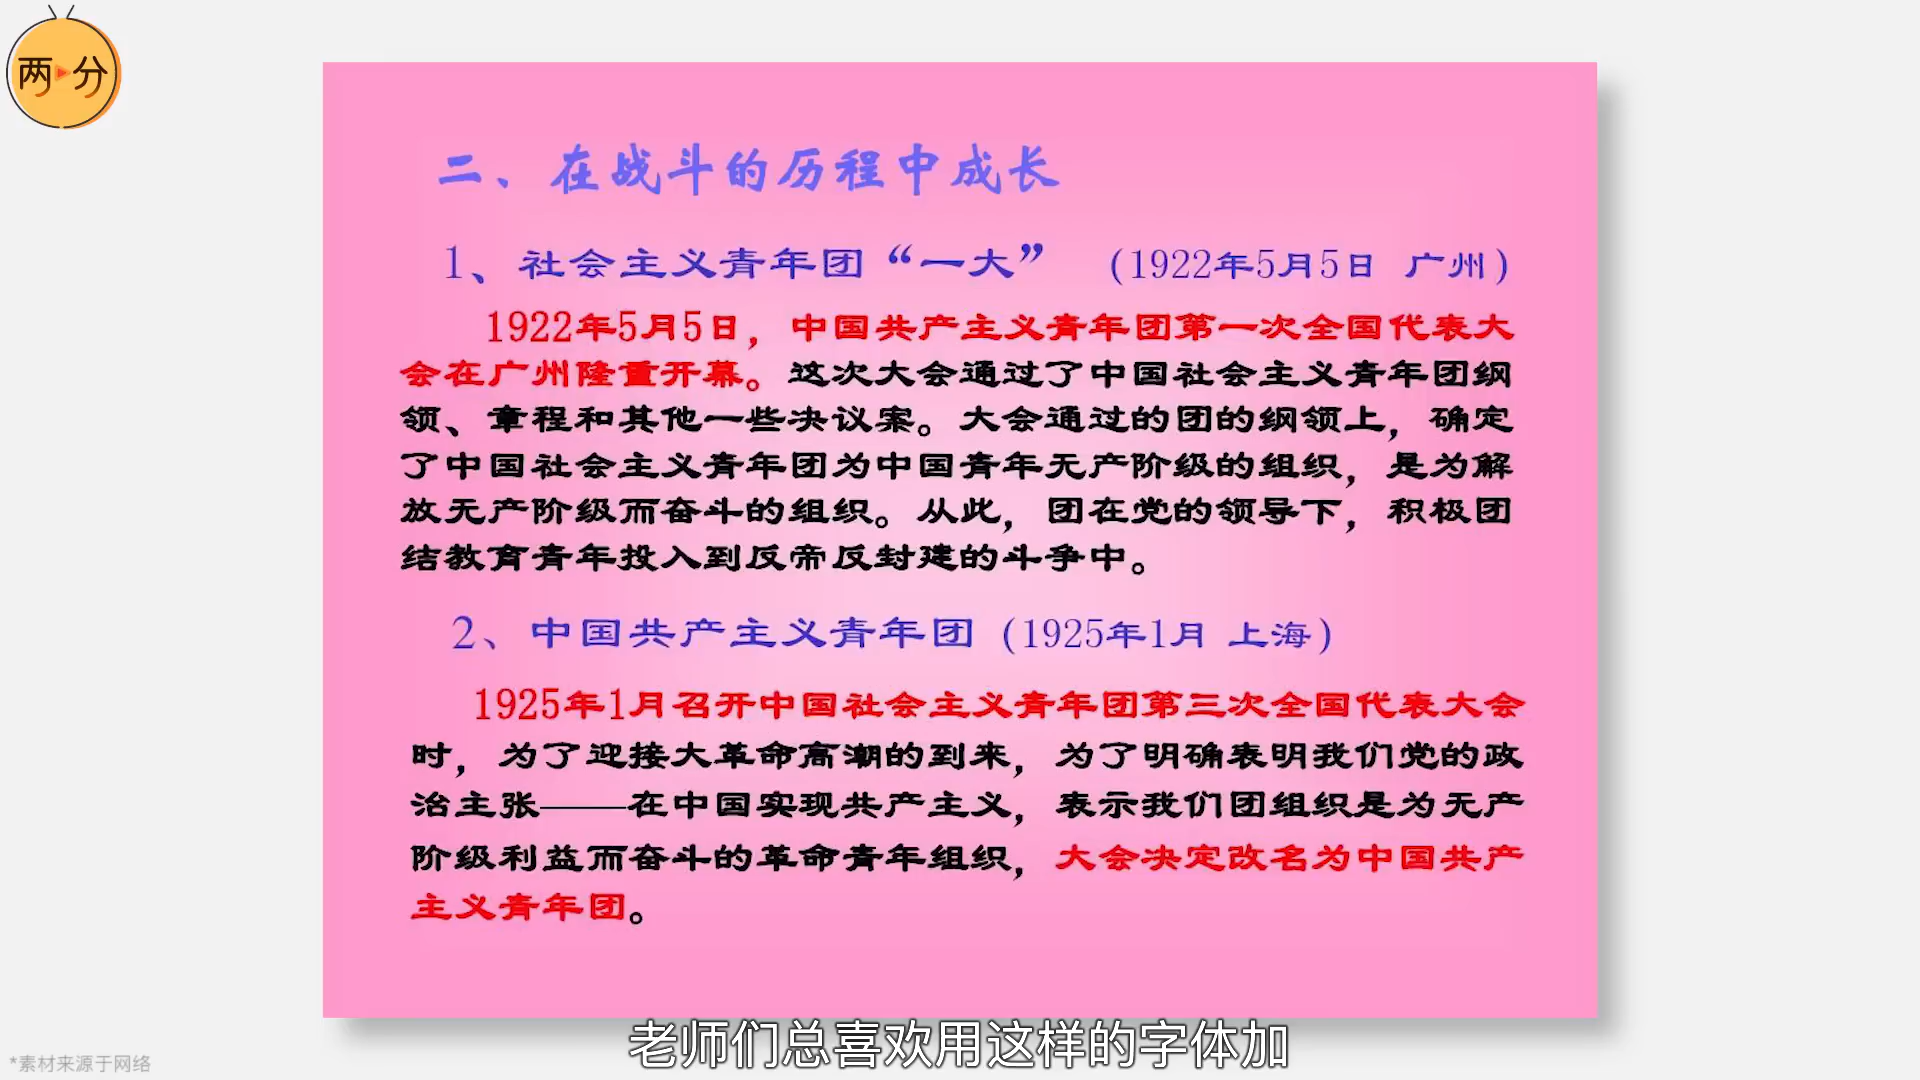 两分
二、在战斗的历程中成长
1、社会主义青年团“一大” （1922年5月5日 广州）
1922年5月5日，中国共产主义青年团第一次全国代表大
会在广州隆重开幕。这次大会通过了中国社会主义青年团纲
领、章程和其他一些决议案。大会通过的团的纲领上，确定
了中国社会主义青年团为中国青年无产阶级的组织，是为解
放无产阶级而奋斗的组织。从此，团在党的领导下，积极团
结教育青年投入到反帝反封建的斗争中。
2、中国共产主义青年团（1925年1月 上海）
1925年1月召开中国社会主义青年团第三次全国代表大会
时，为了迎接大革命高潮的到来，为了明确表明我们党的政
治主张——在中国实现共产主义，表示我们团组织是为无产
阶级利益而奋斗的革命青年组织，大会决定改名为中国共产
主义青年团。
老师们总喜欢用这样的字体加
*素材来源于网络